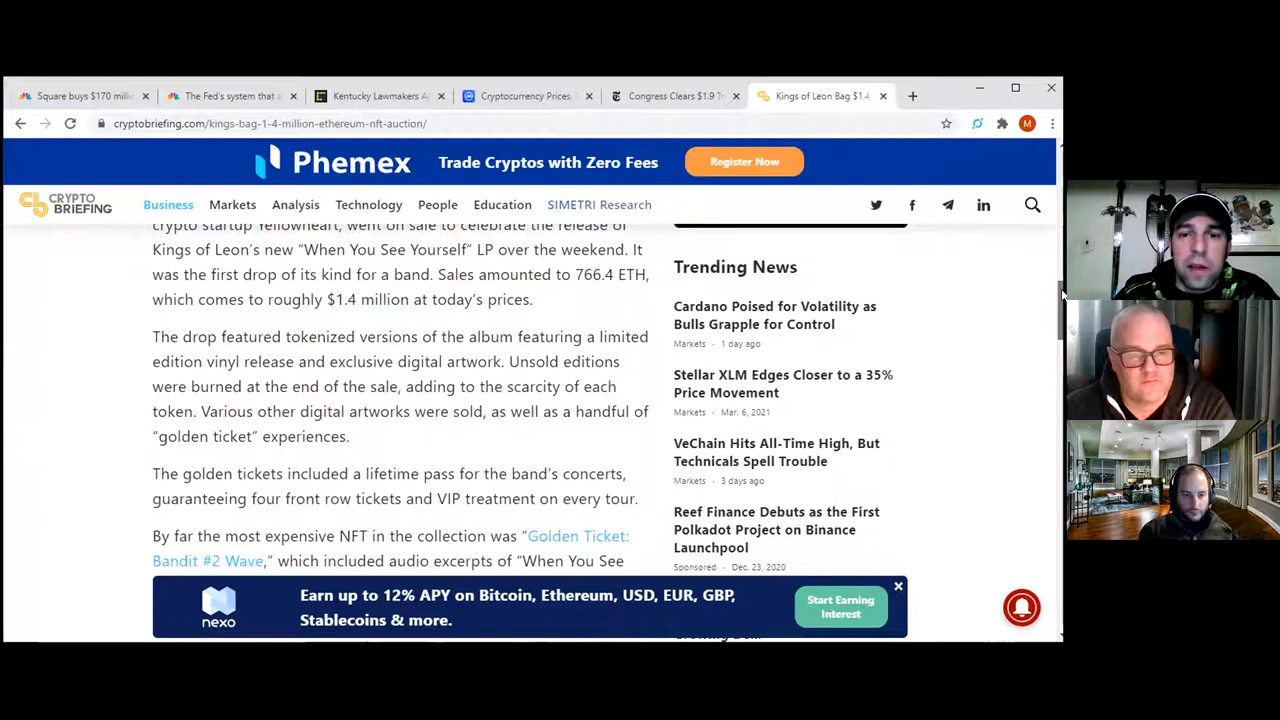 Square buys $170 milli
The Fed's system that a
Kentucky Lawmakers A
Cryptocurrency Prices
Congress Clears $1.9 T
Kings of Leon Bag $1.4
cryptobriefing.com/kings-bag-1-4-million-ethereum-nft-auction/
M
Phemex
Trade Cryptos with Zero Fees
Register Now
CRYPTO
BRIEFING
Business
Markets
Analysis
Technology
People
Education
SIMETRI Research
crypto startup Yellowheart, went on sale to celebrate the release of
Kings of Leon's new “When You See Yourself” LP over the weekend. It
was the first drop of its kind for a band. Sales amounted to 766.4 ETH,
which comes to roughly $1.4 million at today's prices.
The drop featured tokenized versions of the album featuring a limited
edition vinyl release and exclusive digital artwork. Unsold editions
were burned at the end of the sale, adding to the scarcity of each
token. Various other digital artworks were sold, as well as a handful of
“golden ticket” experiences.
The golden tickets included a lifetime pass for the band's concerts,
guaranteeing four front row tickets and VIP treatment on every tour.
By far the most expensive NFT in the collection was “Golden Ticket:
Bandit #2 Wave,” which included audio excerpts of “When You See
Trending News
Cardano Poised for Volatility as
Bulls Grapple for Control
Markets · 1 day ago
Stellar XLM Edges Closer to a 35%
Price Movement
Markets · Mar. 6, 2021
VeChain Hits All-Time High, But
Technicals Spell Trouble
Markets · 3 days ago
Reef Finance Debuts as the First
Polkadot Project on Binance
Launchpool
Sponsored · Dec. 23, 2020
nexo
Earn up to 12% APY on Bitcoin, Ethereum, USD, EUR, GBP,
Stablecoins & more.
Start Earning
Interest